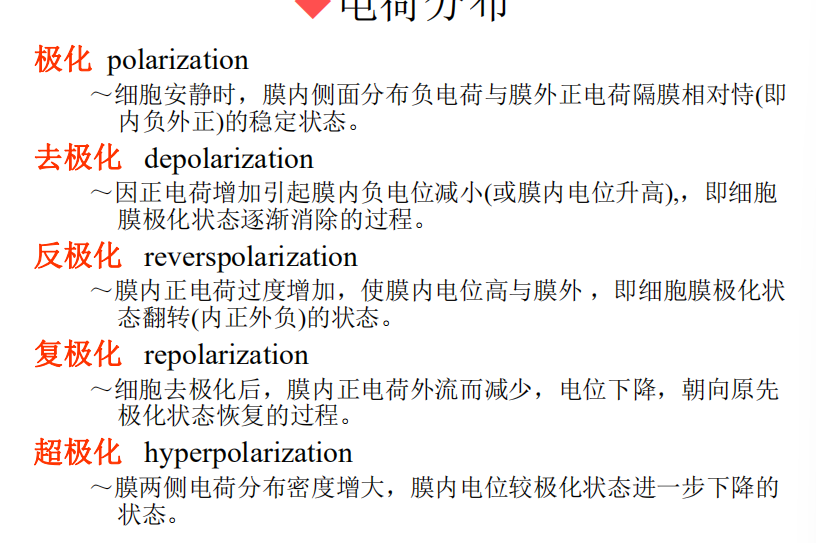 电荷分布
极化 polarization
～细胞安静时，膜内侧面分布负电荷与膜外正电荷隔膜相对恃(即
内负外正)的稳定状态。
去极化 depolarization
～因正电荷增加引起膜内负电位减小(或膜内电位升高),，即细胞
膜极化状态逐渐消除的过程。
反极化 reverspolarization
～膜内正电荷过度增加，使膜内电位高与膜外 ，即细胞膜极化状
态翻转(内正外负)的状态。
复极化 repolarization
～细胞去极化后，膜内正电荷外流而减少，电位下降，朝向原先
极化状态恢复的过程。
超极化 hyperpolarization
～膜两侧电荷分布密度增大，膜内电位较极化状态进一步下降的
状态。